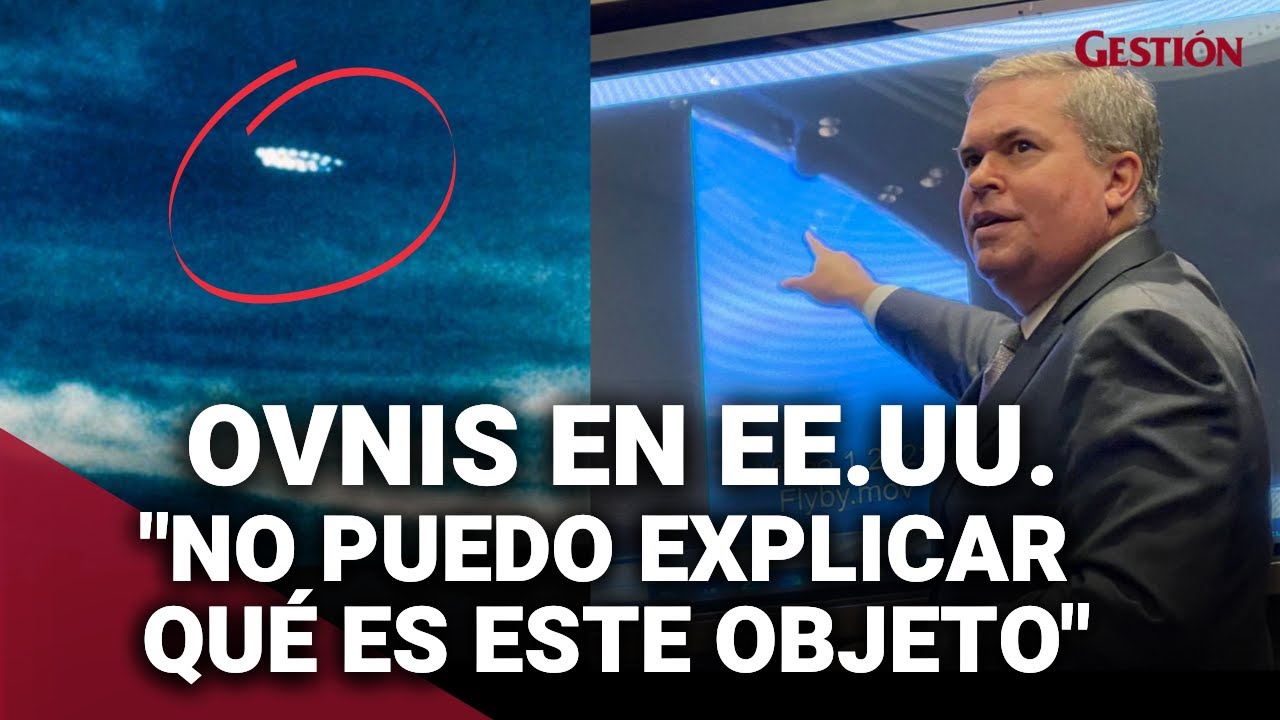 GESTIÓN
OVNIS EN EE.UU.
"NO PUEDO EXPLICAR
QUÉ ES ESTE OBJETO"
Flyby.mov